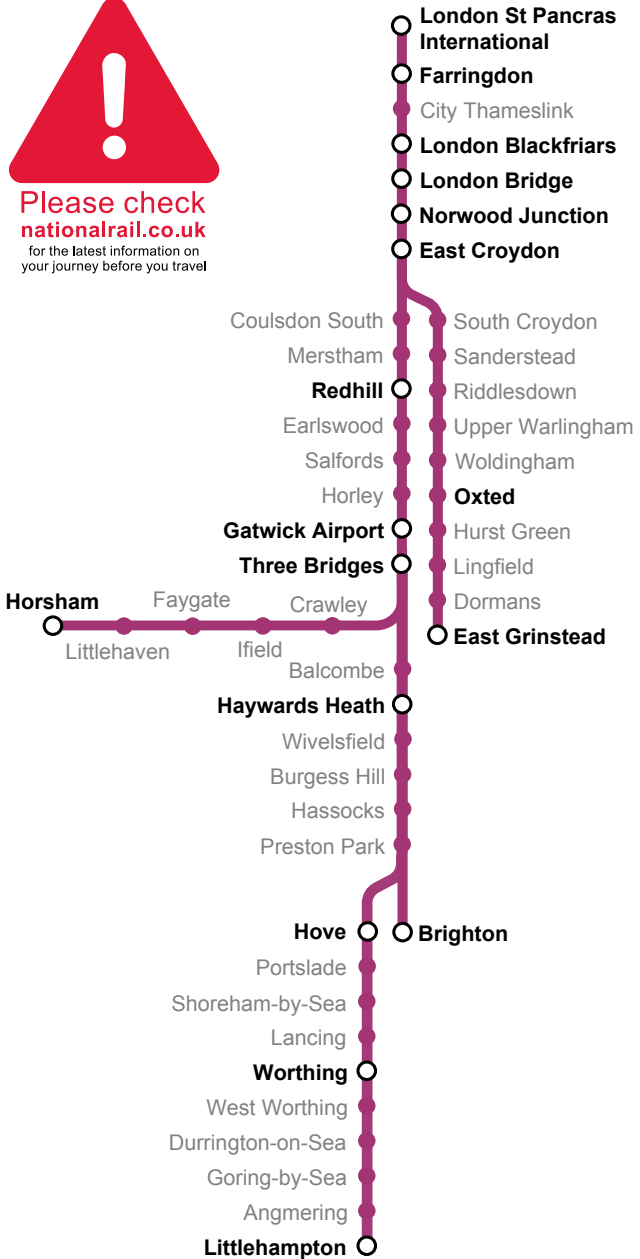 London St Pancras
International
Farringdon
City Thameslink
London Blackfriars
London Bridge
Norwood Junction
East Croydon
Please check
nationalrail.co.uk
for the latest information on
your journey before you travel
Coulsdon South
South Croydon
Merstham
Sanderstead
Redhill
Riddlesdown
Earlswood
Upper Warlingham
Salfords
Woldingham
Horley
Oxted
Gatwick Airport
Hurst Green
Three Bridges
Lingfield
Horsham
Faygate
Crawley
Dormans
Littlehaven
Ifield
East Grinstead
Balcombe
Haywards Heath
Wivelsfield
Burgess Hill
Hassocks
Preston Park
Hove
Brighton
Portslade
Shoreham-by-Sea
Lancing
Worthing
West Worthing
Durrington-on-Sea
Goring-by-Sea
Angmering
Littlehampton